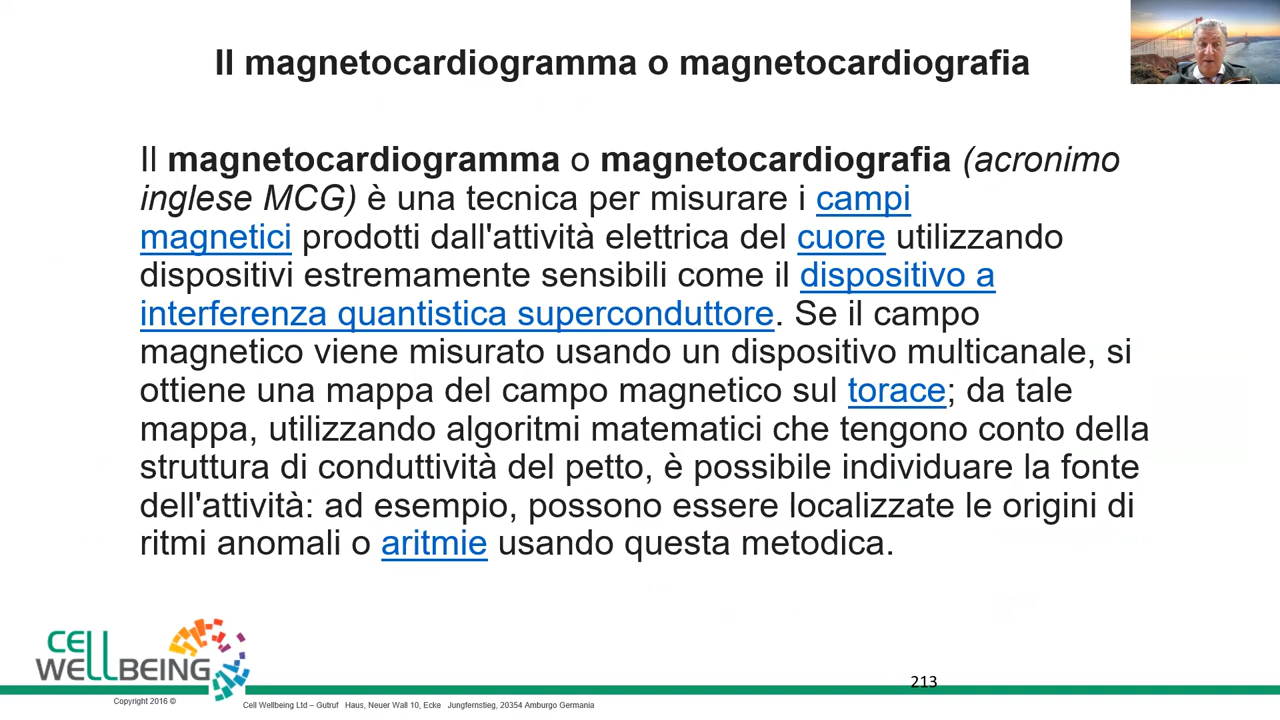 Il magnetocardiogramma o magnetocardiografia
Il magnetocardiogramma o magnetocardiografia (acronimo
inglese MCG) è una tecnica per misurare i campi
magnetici prodotti dall'attività elettrica del cuore utilizzando
dispositivi estremamente sensibili come il dispositivo a
interferenza quantistica superconduttore. Se il campo
magnetico viene misurato usando un dispositivo multicanale, si
ottiene una mappa del campo magnetico sul torace; da tale
mappa, utilizzando algoritmi matematici che tengono conto della
struttura di conduttività del petto, è possibile individuare la fonte
dell'attività: ad esempio, possono essere localizzate le origini di
ritmi anomali o aritmie usando questa metodica.
CELL
WELLBEING
213
Copyright 2016 ©
Cell Wellbeing Ltd – Gutruf Haus, Neuer Wall 10, Ecke Jungfernstieg, 20354 Amburgo Germania